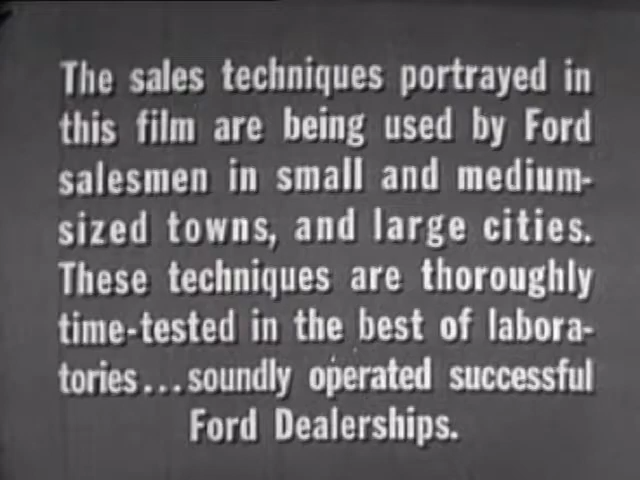 The sales techniques portrayed in
this film are being used by Ford
salesmen in small and medium-
sized towns, and large cities.
These techniques are thoroughly
time-tested in the best of labora-
tories...soundly operated successful
Ford Dealerships.